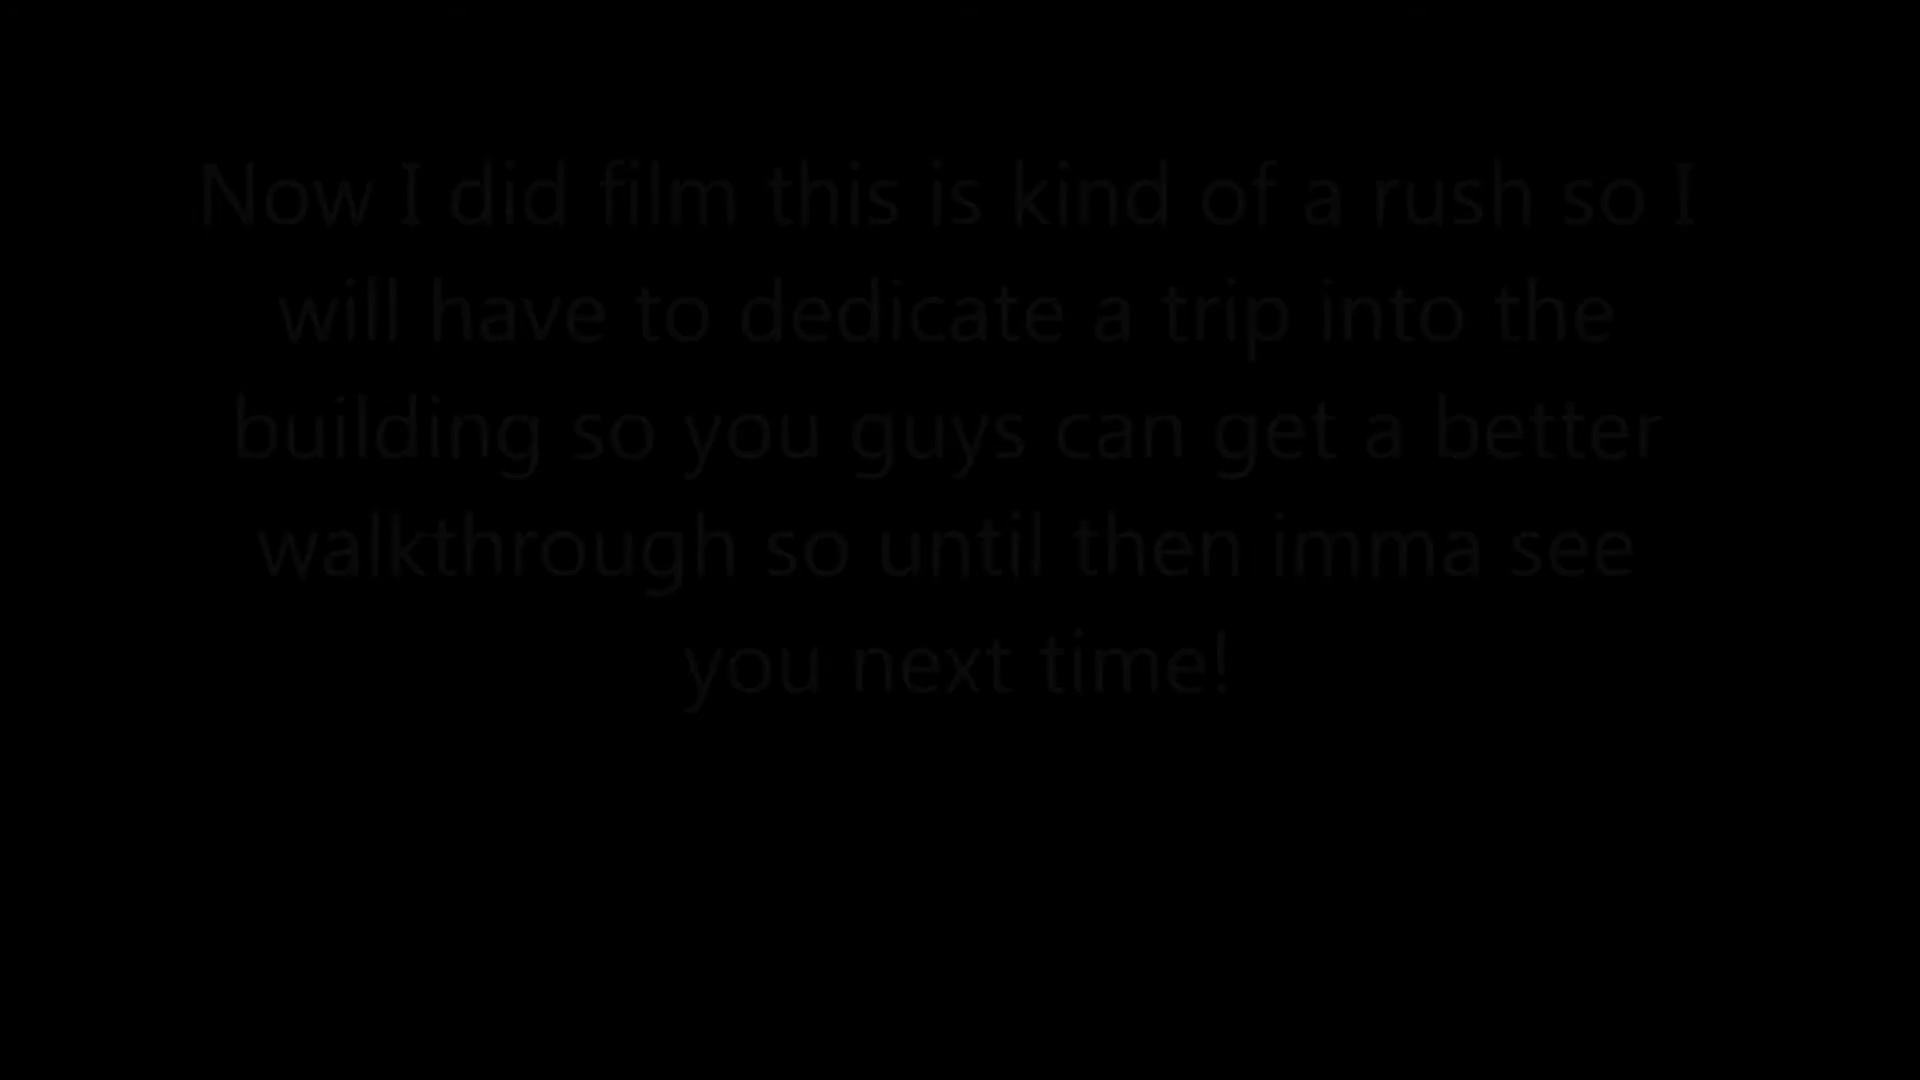 Now I did film this is kind of a rush so I
will have to dedicate a trip into the
building so you guys can get a better
walkthrough so until then imma see
you next time!